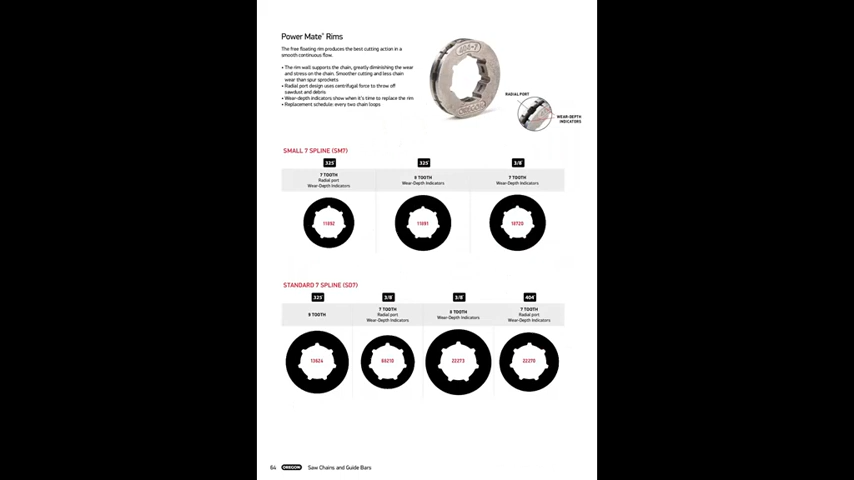 Power Mate® Rims
The free floating rim produces the best cutting action in a
smooth continuous flow.
• The rim wall supports the chain, greatly diminishing the wear
and stress on the chain. Smoother cutting and less chain
wear than spur sprockets
• Radial port design uses centrifugal force to throw off
sawdust and debris
• Wear-depth indicators show when it's time to replace the rim
• Replacement schedule: every two chain loops
RADIAL PORT
WEAR-DEPTH
INDICATORS
SMALL 7 SPLINE (SM7)
.325" .325" 3/8"
7 TOOTH
Radial port
Wear-Depth Indicators
8 TOOTH
Wear-Depth Indicators
7 TOOTH
Wear-Depth Indicators
11892 11891 18720
STANDARD 7 SPLINE (SD7)
.325" 3/8" 3/8" .404"
8 TOOTH
7 TOOTH
Radial port
Wear-Depth Indicators
8 TOOTH
Wear-Depth Indicators
7 TOOTH
Radial port
Wear-Depth Indicators
13624 68210 22273 22270
64 OREGON Saw Chains and Guide Bars